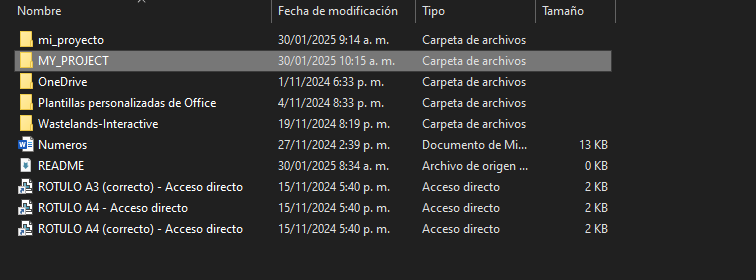 Nombre Fecha de modificación Tipo Tamaño
mi_proyecto 30/01/2025 9:14 a. m. Carpeta de archivos
MY_PROJECT 30/01/2025 10:15 a. m. Carpeta de archivos
OneDrive 1/11/2024 6:33 p. m. Carpeta de archivos
Plantillas personalizadas de Office 4/11/2024 8:33 p. m. Carpeta de archivos
Wastelands-Interactive 19/11/2024 8:19 p. m. Carpeta de archivos
Numeros 27/11/2024 2:39 p. m. Documento de Mi... 13 KB
README 30/01/2025 8:34 a. m. Archivo de origen ... 0 KB
ROTULO A3 (correcto) - Acceso directo 15/11/2024 5:40 p. m. Acceso directo 2 KB
ROTULO A4 - Acceso directo 15/11/2024 5:40 p. m. Acceso directo 2 KB
ROTULO A4 (correcto) - Acceso directo 15/11/2024 5:40 p. m. Acceso directo 2 KB